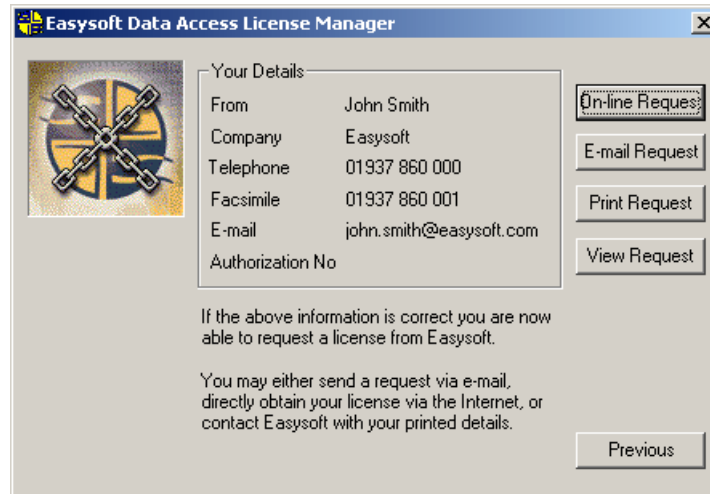 Easysoft Data Access License Manager
Your Details
From John Smith
Company Easysoft
Telephone 01937 860 000
Facsimile 01937 860 001
E-mail john.smith@easysoft.com
Authorization No
On-line Reques
E-mail Request
Print Request
View Request
If the above information is correct you are now
able to request a license from Easysoft.
You may either send a request via e-mail,
directly obtain your license via the Internet, or
contact Easysoft with your printed details.
Previous